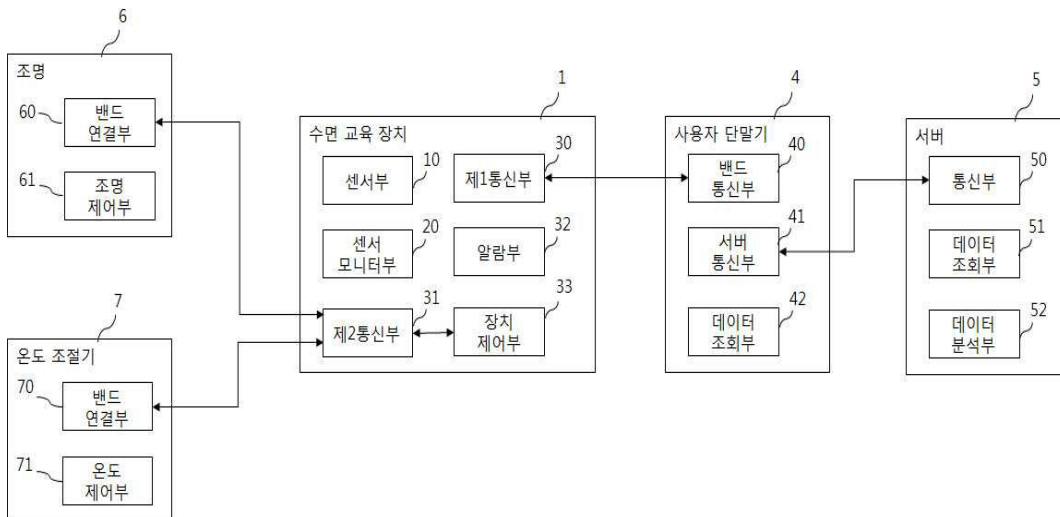 6
조명
60
밴드
연결부
61
조명
제어부
7
온도 조절기
70
밴드
연결부
71
온도
제어부
1
수면 교육 장치
10
센서부
30
제1통신부
20
센서
모니터부
32
알람부
31
제2통신부
33
장치
제어부
4
사용자 단말기
40
밴드
통신부
41
서버
통신부
42
데이터
조회부
5
서버
50
통신부
51
데이터
조회부
52
데이터
분석부